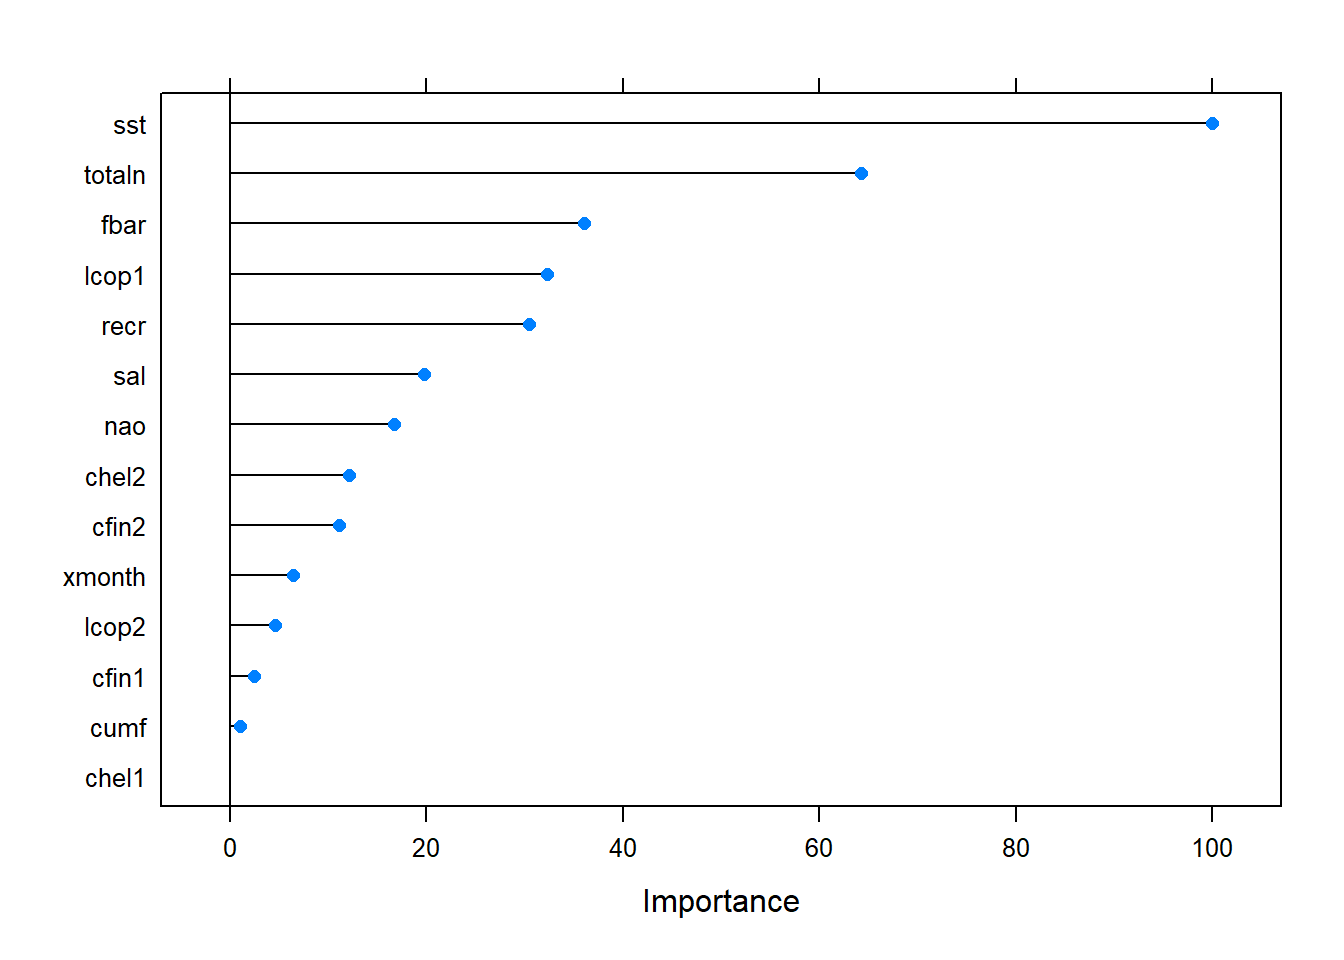 sst
totaln
fbar
lcop1
recr
sal
nao
chel2
cfin2
xmonth
lcop2
cfin1
cumf
chel1
0 20 40 60 80 100
Importance